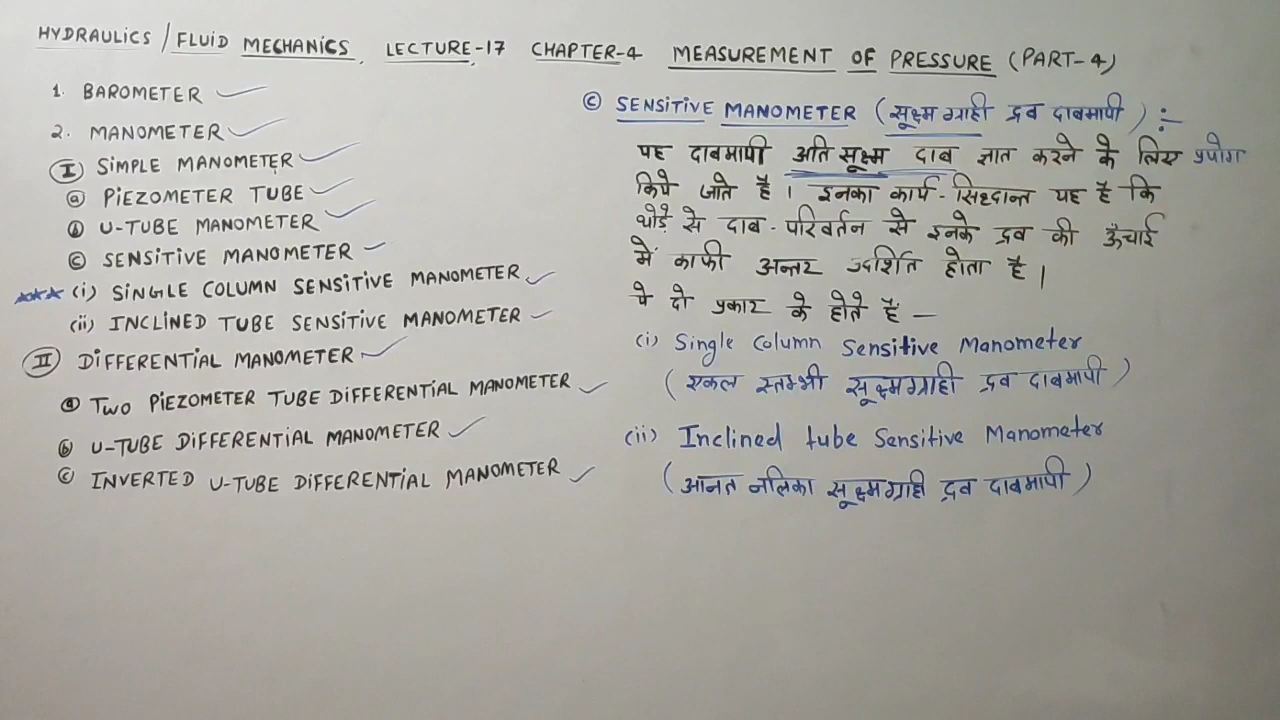 HYDRAULICS / FLUID MECHANICS, LECTURE-17 CHAPTER-4 MEASUREMENT OF PRESSURE (PART-4)
1. BAROMETER
2. MANOMETER
I SIMPLE MANOMETER
a PIEZOMETER TUBE
b U-TUBE MANOMETER
c SENSITIVE MANOMETER
*** (i) SINGLE COLUMN SENSITIVE MANOMETER
(ii) INCLINED TUBE SENSITIVE MANOMETER
II DIFFERENTIAL MANOMETER
a TWO PIEZOMETER TUBE DIFFERENTIAL MANOMETER
b U-TUBE DIFFERENTIAL MANOMETER
c INVERTED U-TUBE DIFFERENTIAL MANOMETER
c SENSITIVE MANOMETER (सूक्ष्म ग्राही द्रव दाबमापी) :-
यह दाबमापी अति सूक्ष्म दाब ज्ञात करने के लिए प्रयोग
किये जाते है। इनका कार्य-सिद्दान्त यह है कि
थोड़े से दाब-परिवर्तन से इनके द्रव की ऊँचाई
में काफी अन्तर प्रदर्शित होता है।
ये दो प्रकार के होते है -
(i) Single Column Sensitive Manometer
(एकल स्तम्भी सूक्ष्मग्राही द्रव दाबमापी)
(ii) Inclined tube Sensitive Manometer
(आनत नलिका सूक्ष्मग्राही द्रव दाबमापी)